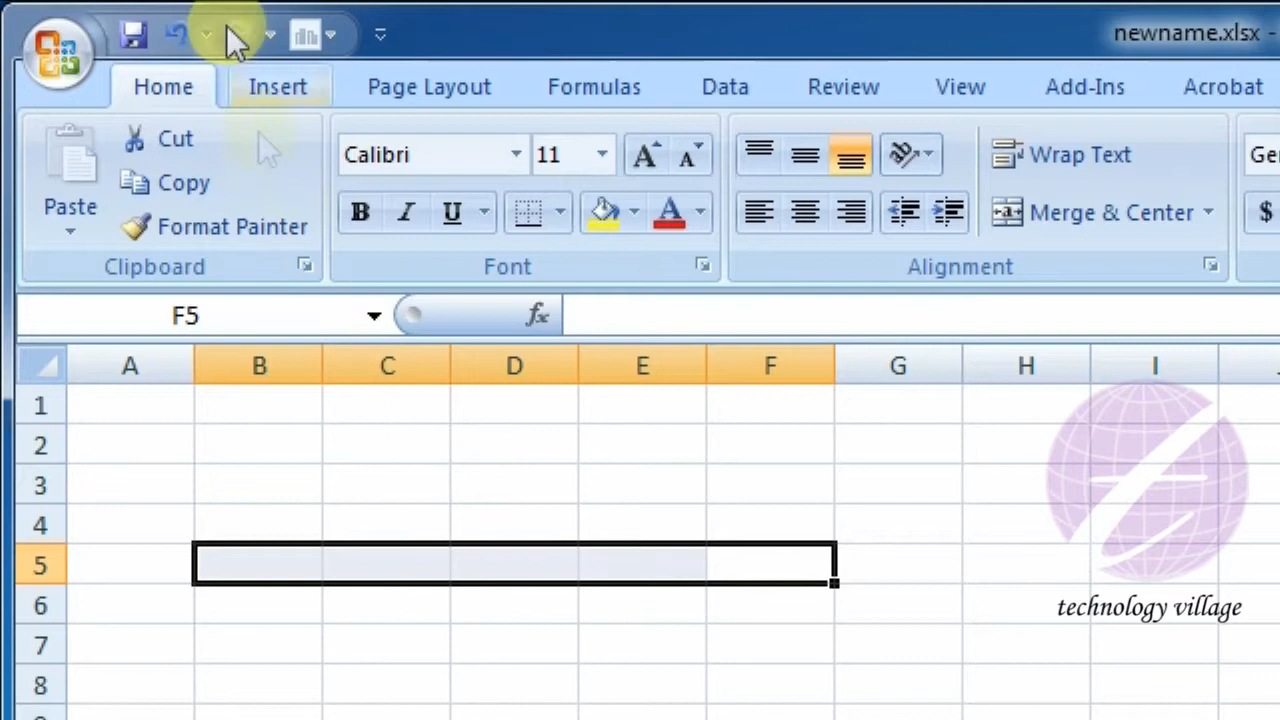 newname.xlsx -
Home Insert Page Layout Formulas Data Review View Add-Ins Acrobat
Cut
Copy
Paste
Format Painter
Clipboard
Calibri 11
B I U
Font
Wrap Text
Merge & Center
Alignment
$
F5 fx
A B C D E F G H I
1
2
3
4
5
6
7
8
technology village